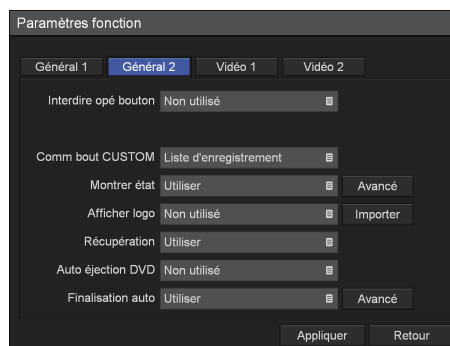 Paramètres fonction
Général 1 Général 2 Vidéo 1 Vidéo 2
Interdire opé bouton Non utilisé
Comm bout CUSTOM Liste d'enregistrement
Montrer état Utiliser Avancé
Afficher logo Non utilisé Importer
Récupération Utiliser
Auto éjection DVD Non utilisé
Finalisation auto Utiliser Avancé
Appliquer Retour